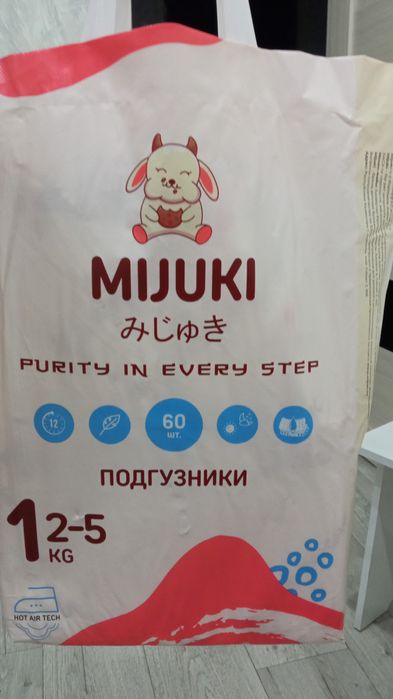 MIJUKI
みじゅき
PURITY IN EVERY STEP
12
60
шт.
ПОДГУЗНИКИ
1 2-5
KG
HOT AIR TECH